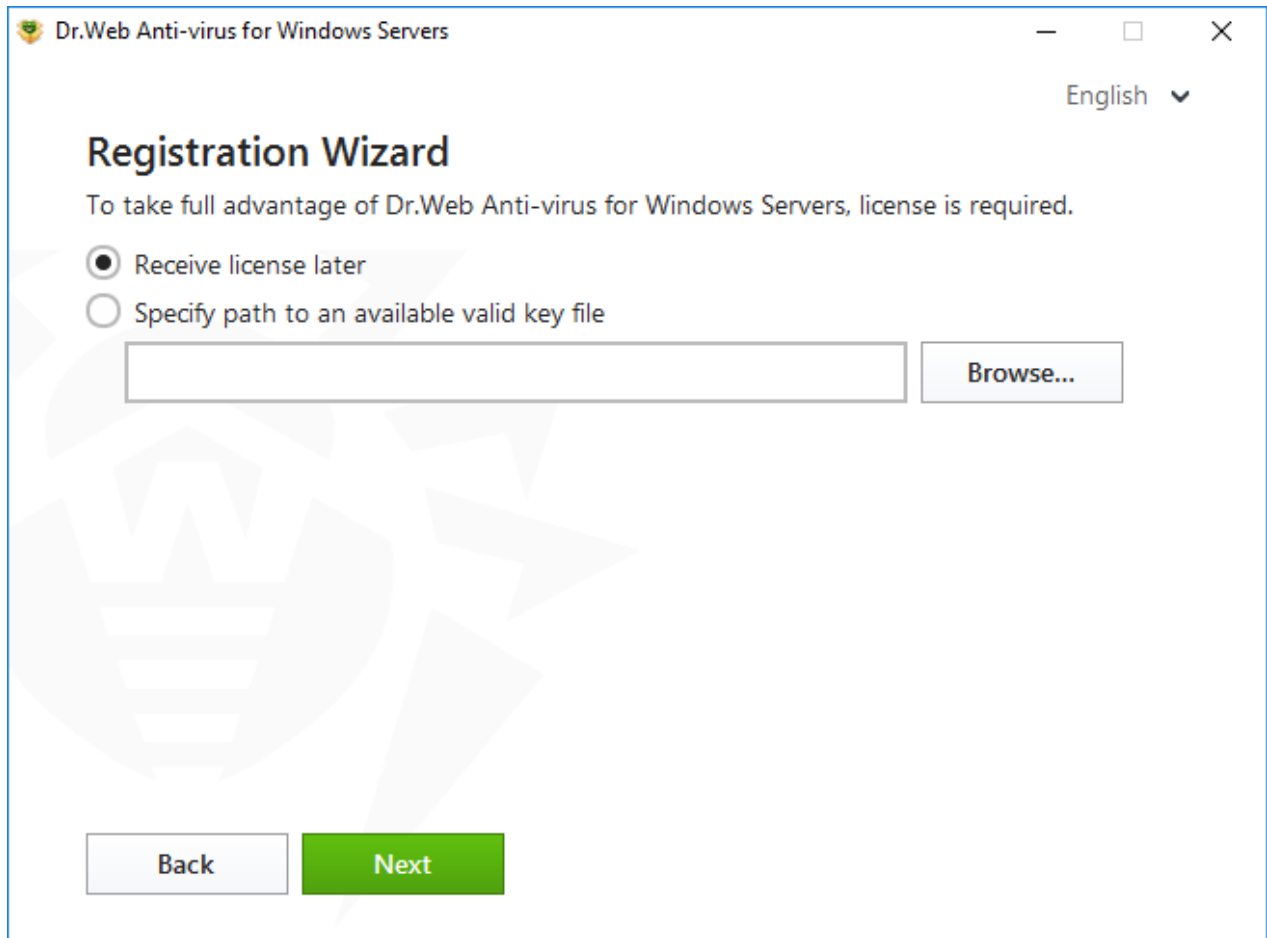 Dr.Web Anti-virus for Windows Servers
English
Registration Wizard
To take full advantage of Dr.Web Anti-virus for Windows Servers, license is required.
Receive license later
Specify path to an available valid key file
Browse...
Back
Next